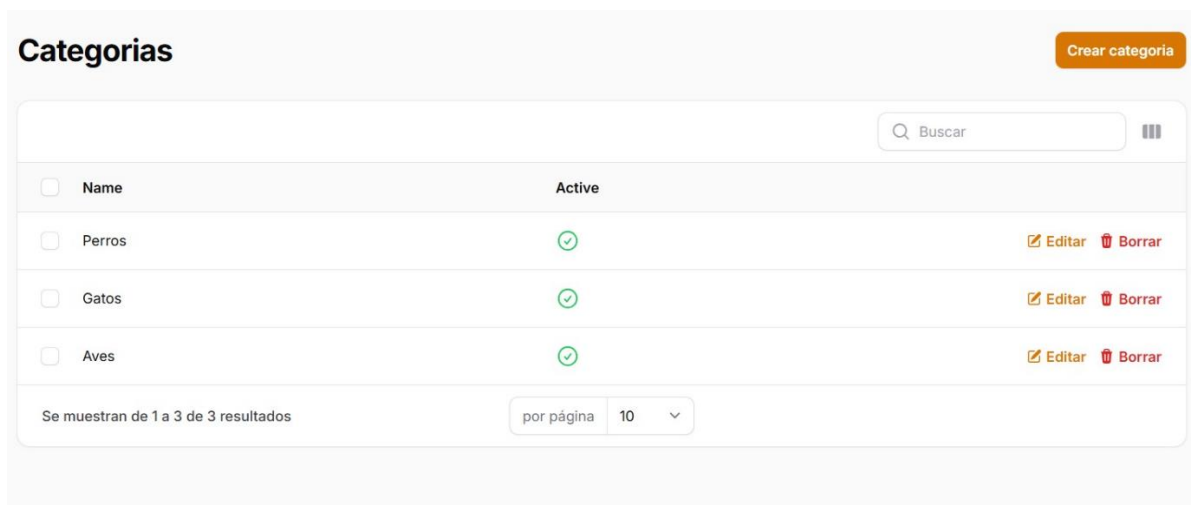 Categorias
Crear categoria
Buscar
Name Active
Perros Editar Borrar
Gatos Editar Borrar
Aves Editar Borrar
Se muestran de 1 a 3 de 3 resultados por página 10